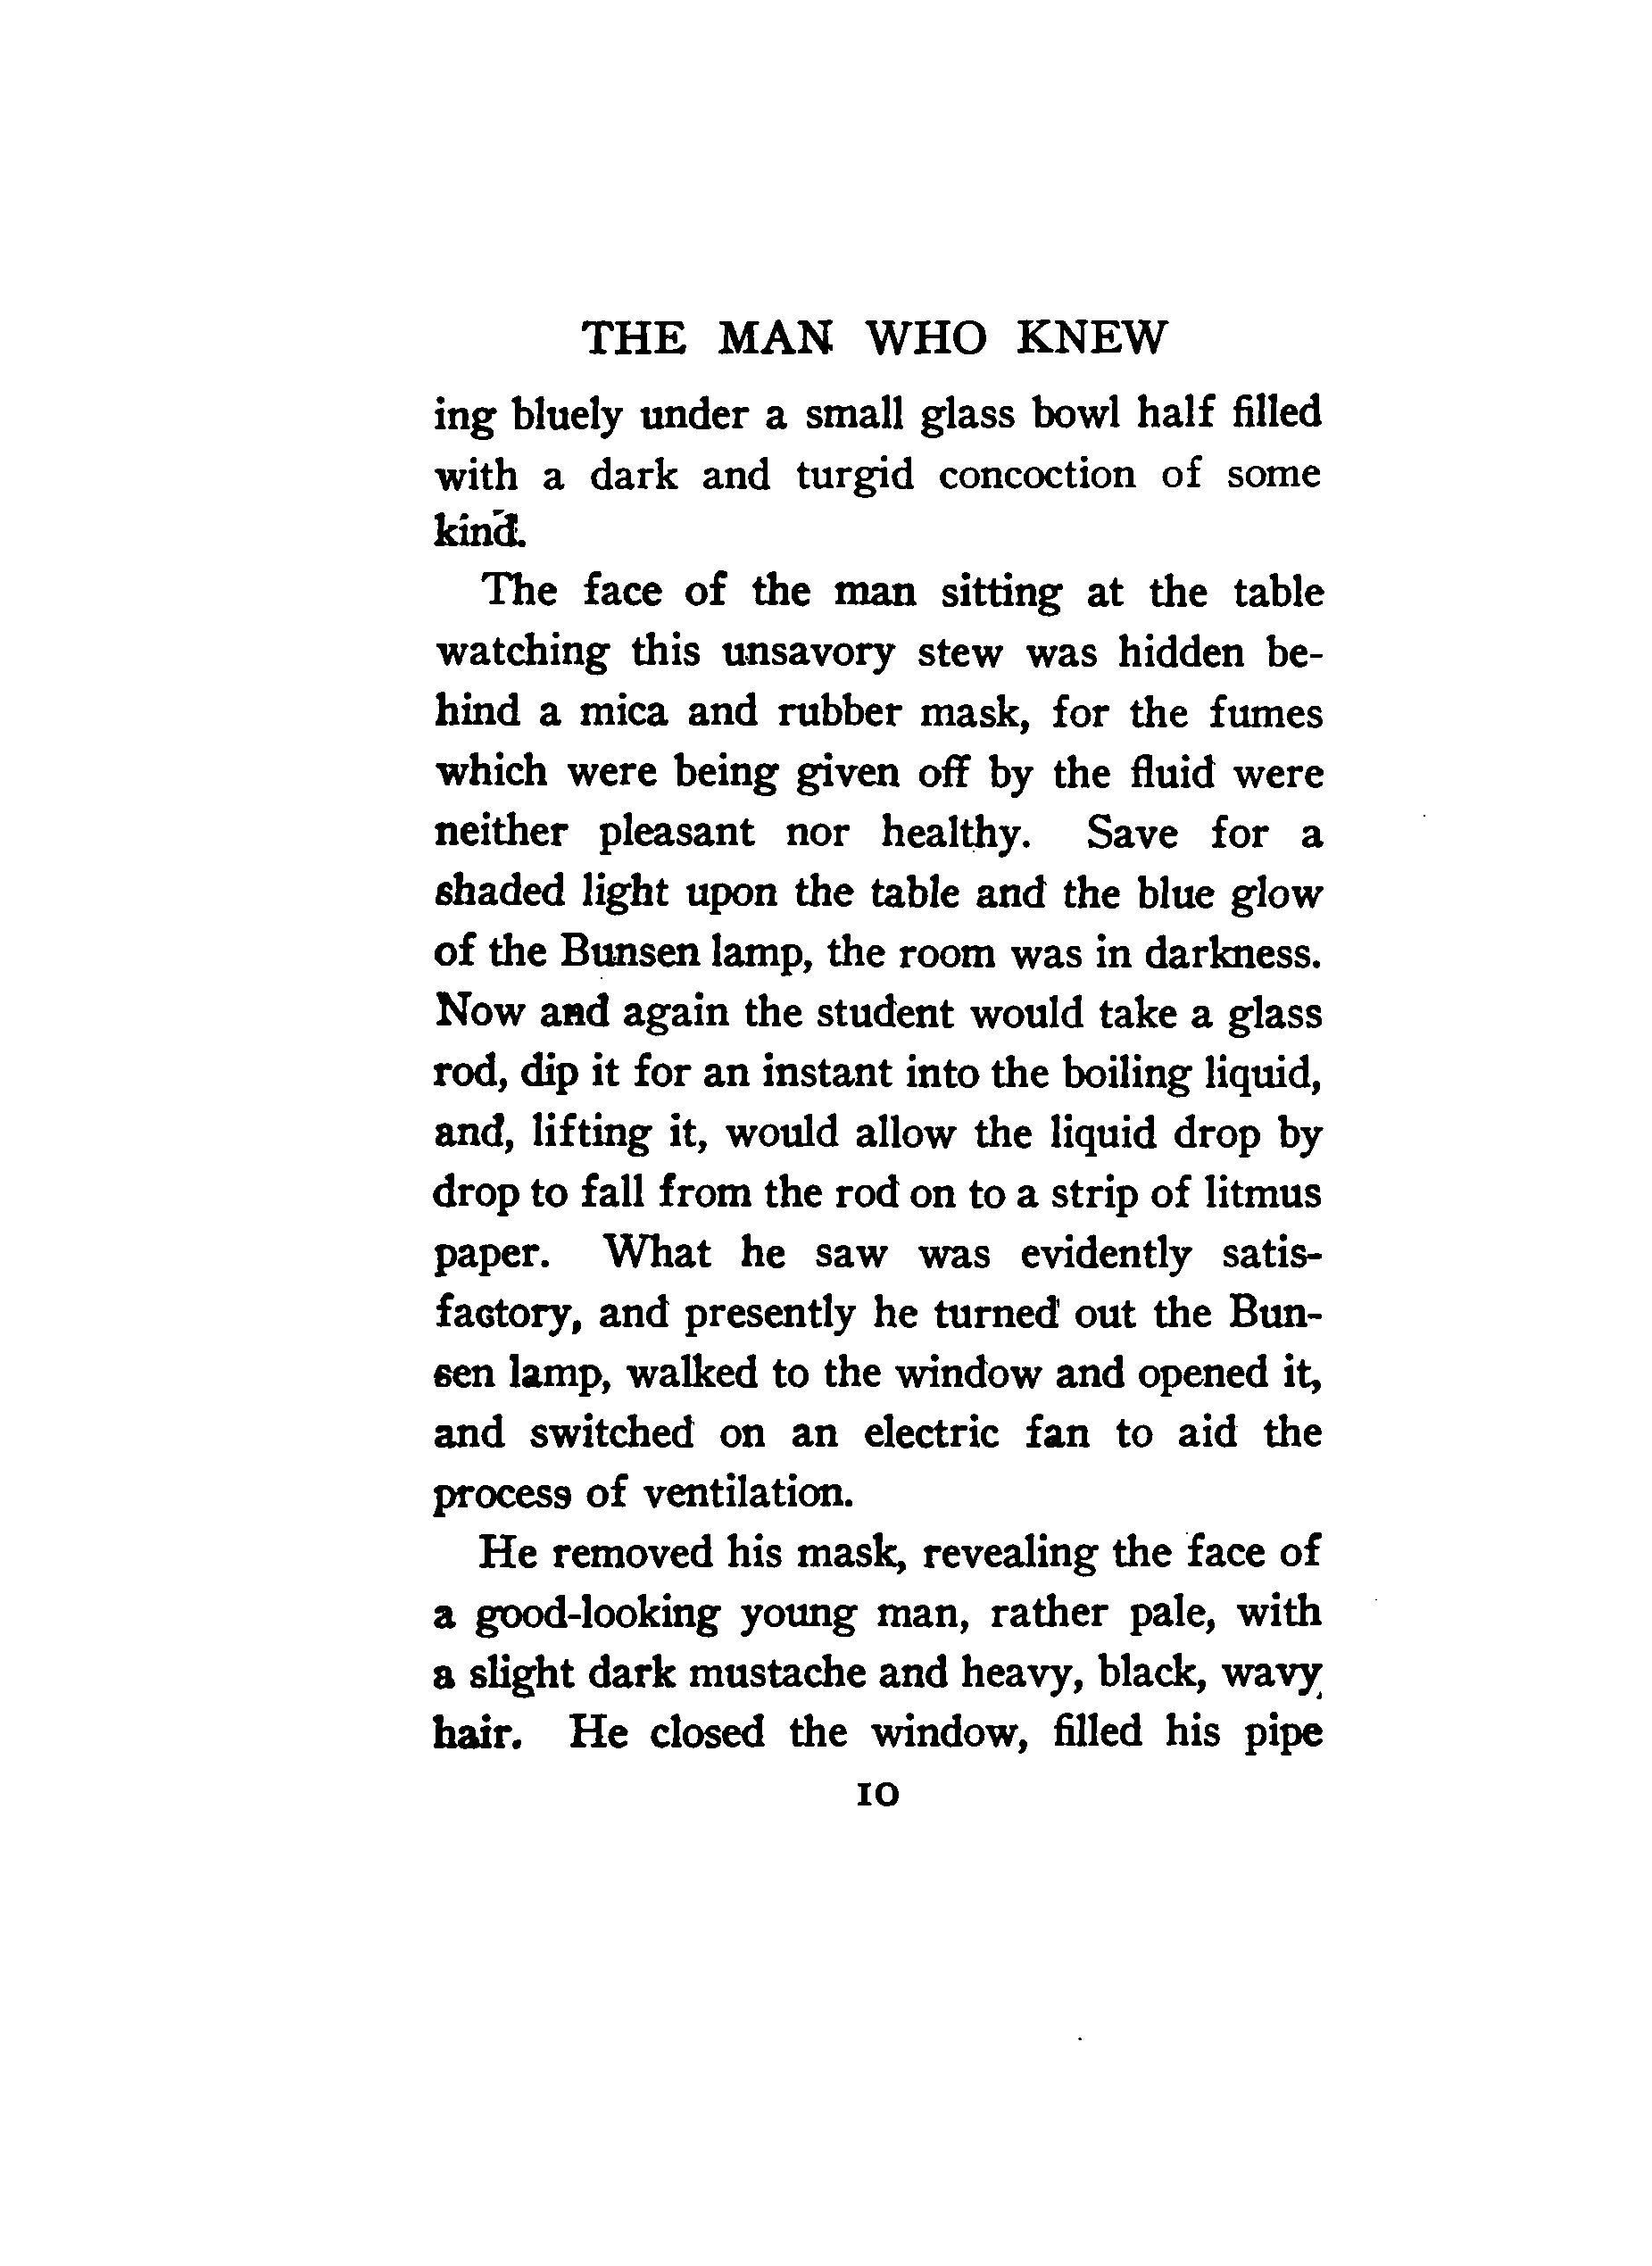 THE MAN WHO KNEW
ing bluely under a small glass bowl half filled
with a dark and turgid concoction of some
kind.
The face of the man sitting at the table
watching this unsavory stew was hidden be-
hind a mica and rubber mask, for the fumes
which were being given off by the fluid were
neither pleasant nor healthy. Save for a
shaded light upon the table and the blue glow
of the Bunsen lamp, the room was in darkness.
Now and again the student would take a glass
rod, dip it for an instant into the boiling liquid,
and, lifting it, would allow the liquid drop by
drop to fall from the rod on to a strip of litmus
paper. What he saw was evidently satis-
factory, and presently he turned out the Bun-
sen lamp, walked to the window and opened it,
and switched on an electric fan to aid the
process of ventilation.
He removed his mask, revealing the face of
a good-looking young man, rather pale, with
a slight dark mustache and heavy, black, wavy
hair. He closed the window, filled his pipe
10